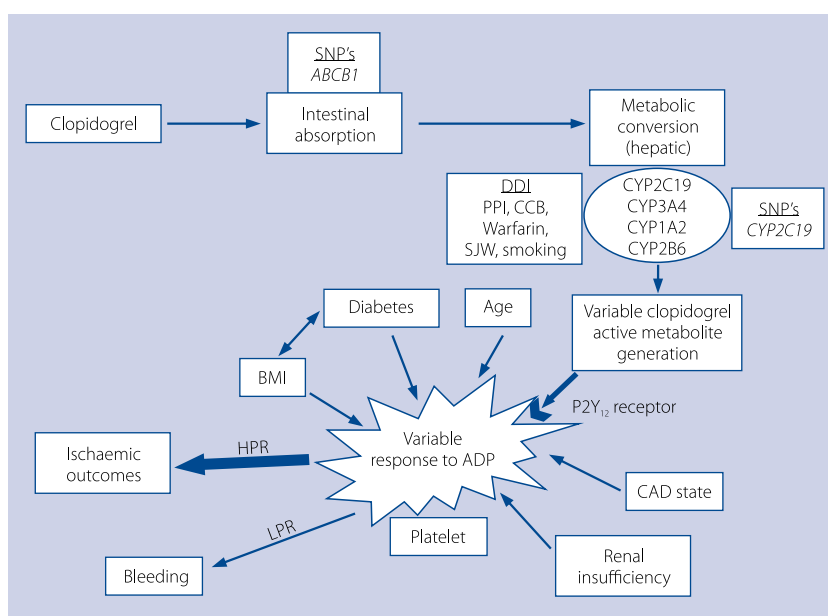 SNP's
ABCB1
Clopidogrel
Intestinal
absorption
Metabolic
conversion
(hepatic)
DDI
PPI, CCB,
Warfarin,
SJW, smoking
CYP2C19
CYP3A4
CYP1A2
CYP2B6
SNP's
CYP2C19
Variable clopidogrel
active metabolite
generation
Diabetes
Age
BMI
P2Y₁₂ receptor
Variable
response to ADP
HPR
Ischaemic
outcomes
CAD state
LPR
Platelet
Renal
insufficiency
Bleeding